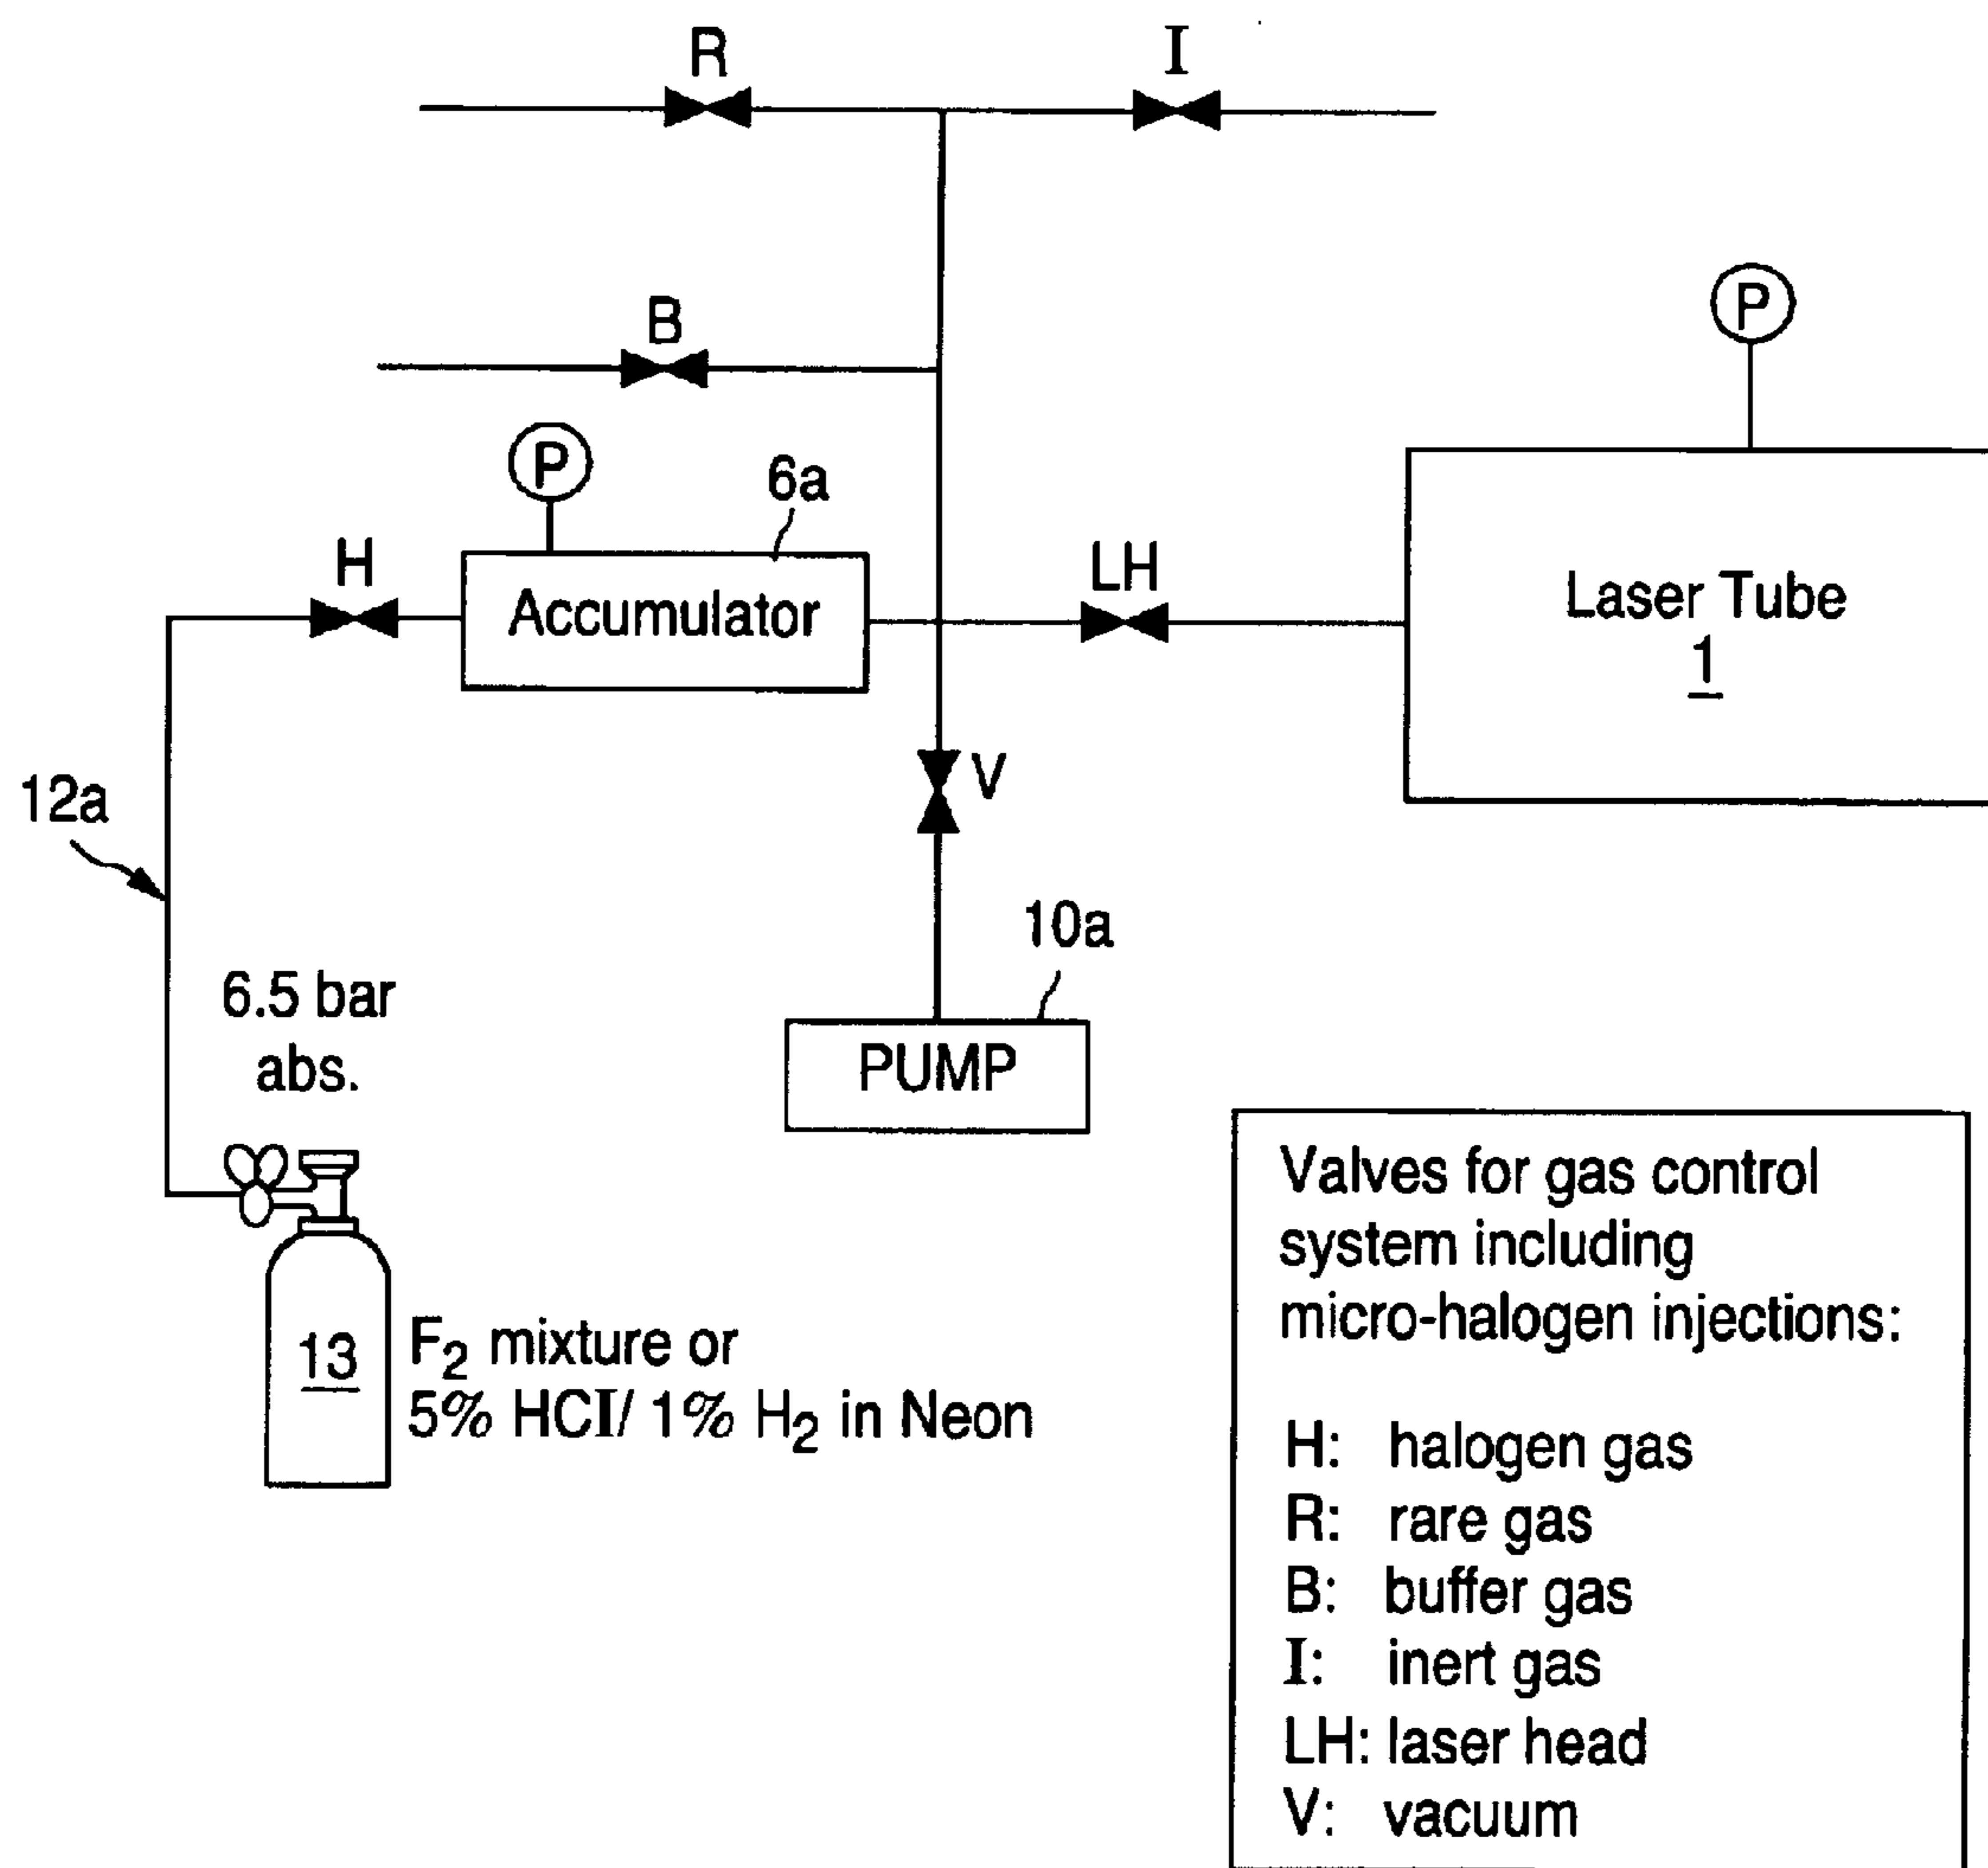 R
I
B
P
P
6a
H
Accumulator
LH
Laser Tube
1
12a
V
10a
6.5 bar
abs.
PUMP
13
F₂ mixture or
5% HCI/ 1% H₂ in Neon
Valves for gas control
system including
micro-halogen injections:
H: halogen gas
R: rare gas
B: buffer gas
I: inert gas
LH: laser head
V: vacuum